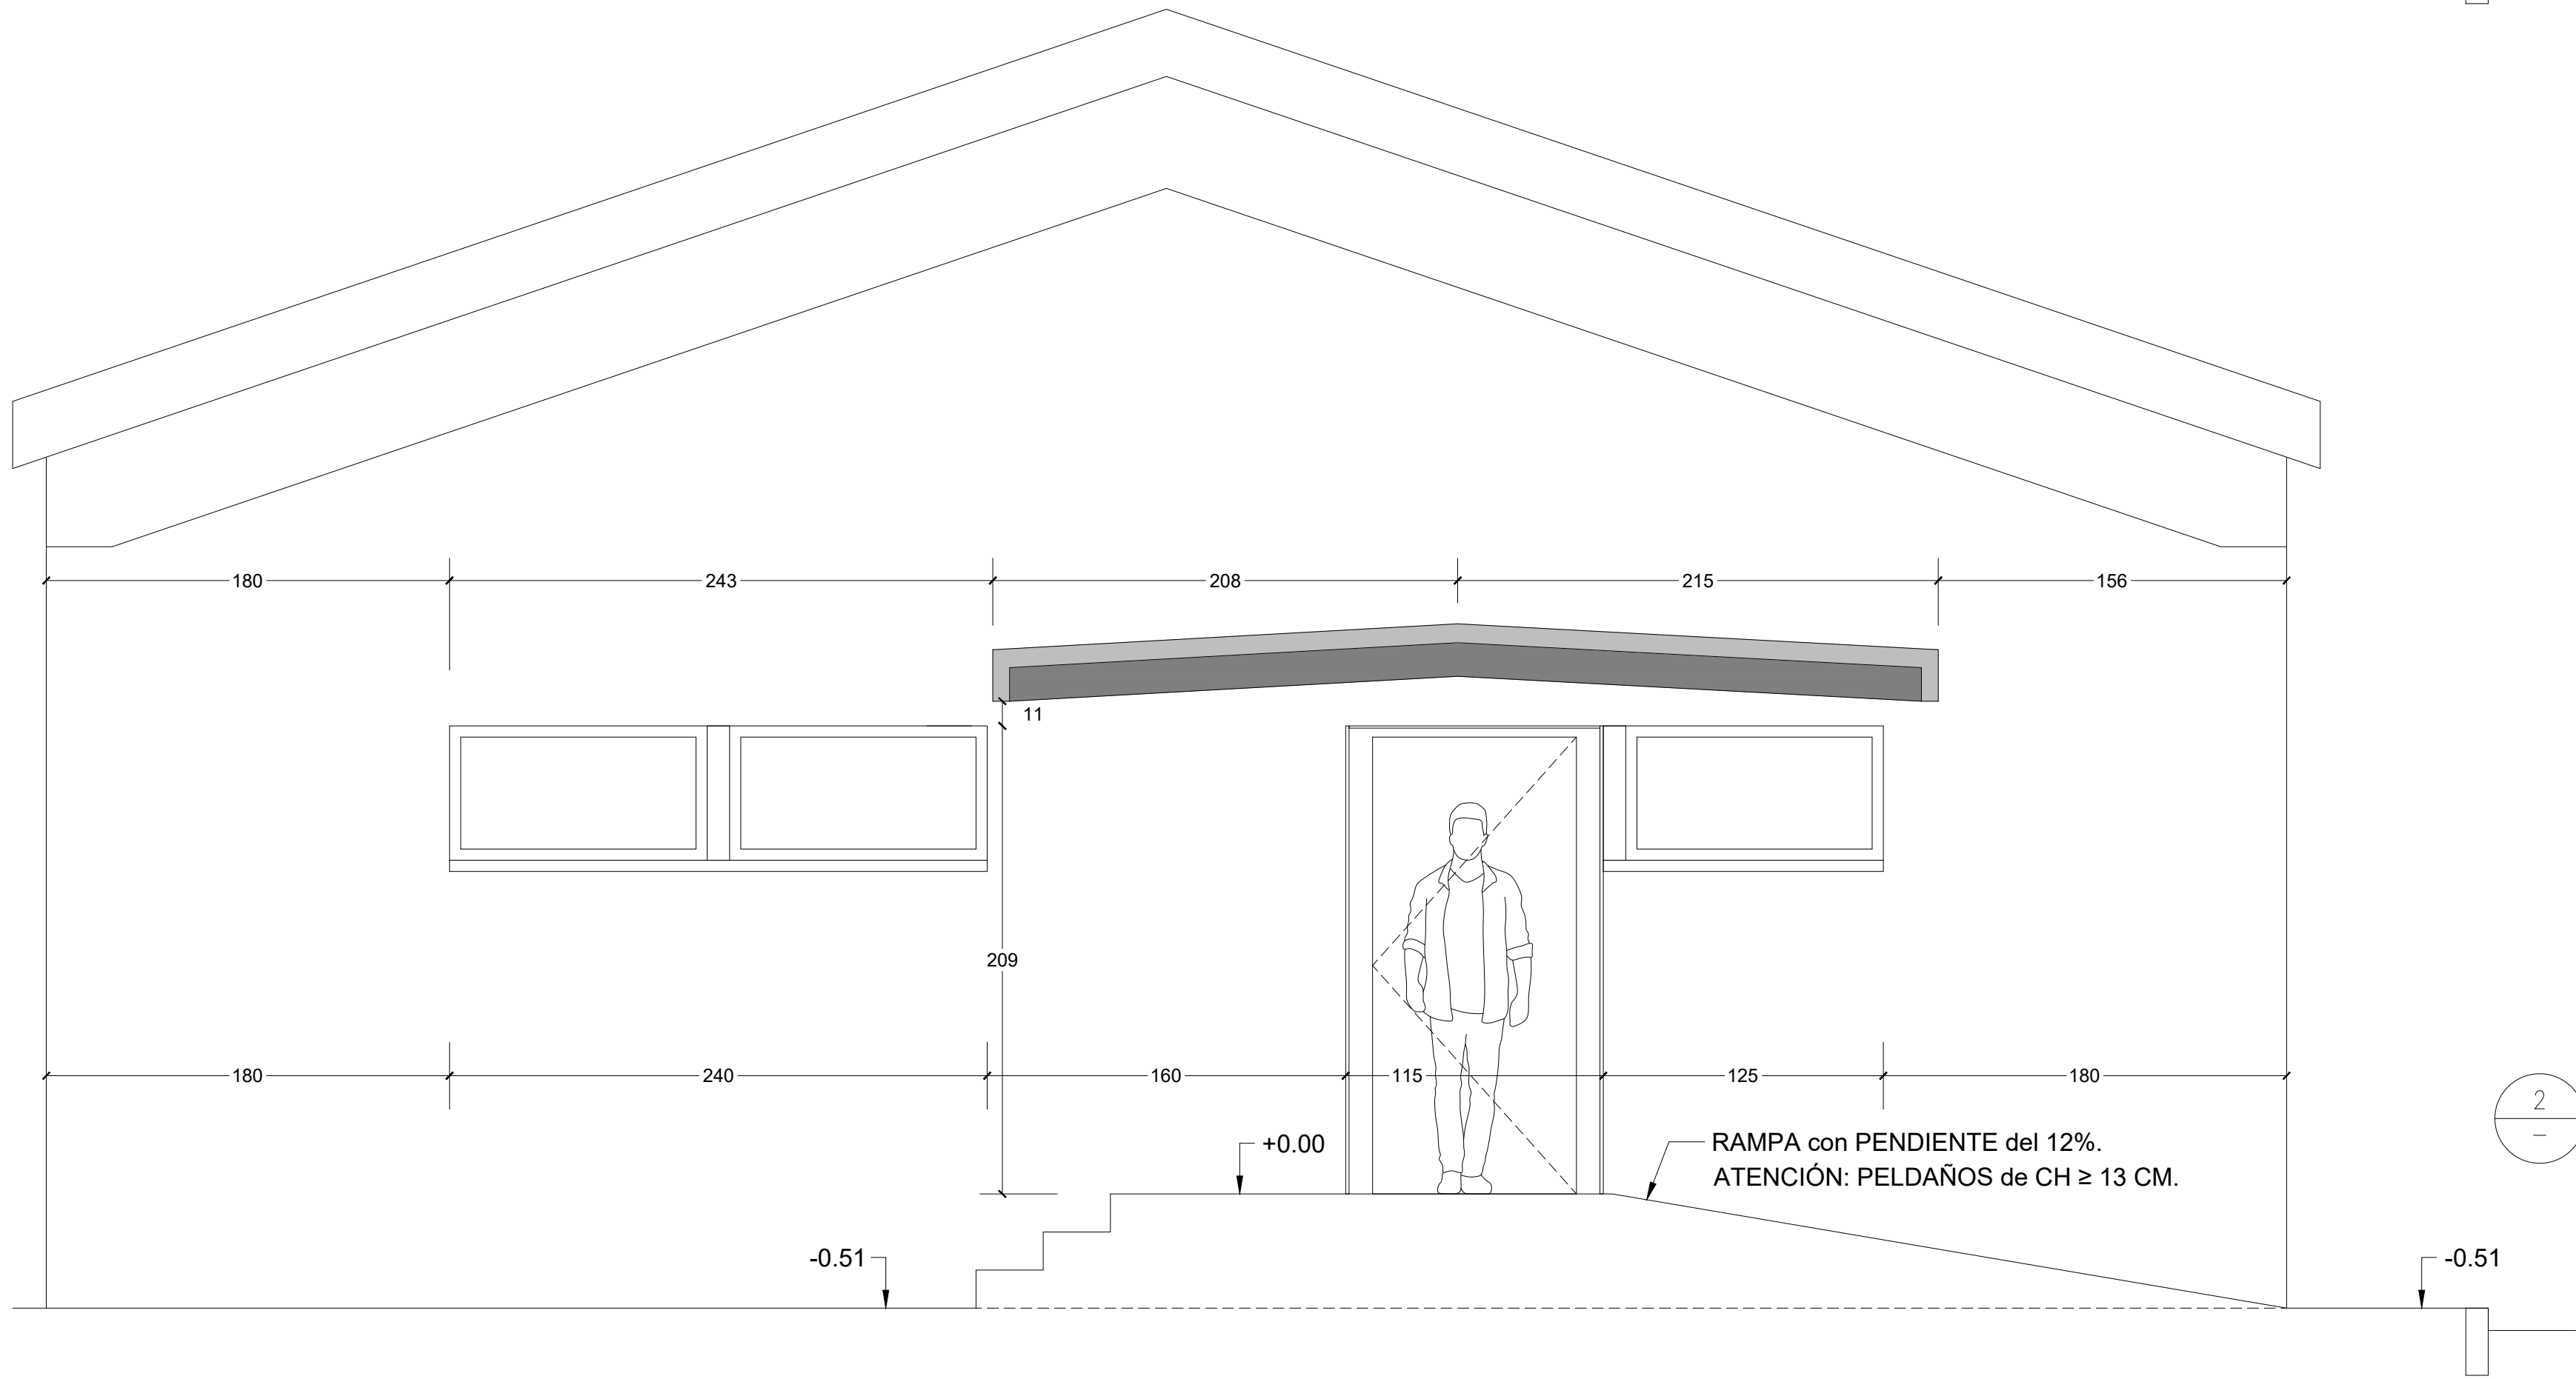 180 243 208 215 156
11
209
180 240 160 115 125 180
+0.00
RAMPA con PENDIENTE del 12%.
ATENCIÓN: PELDAÑOS de CH ≥ 13 CM.
2
–
-0.51
-0.51